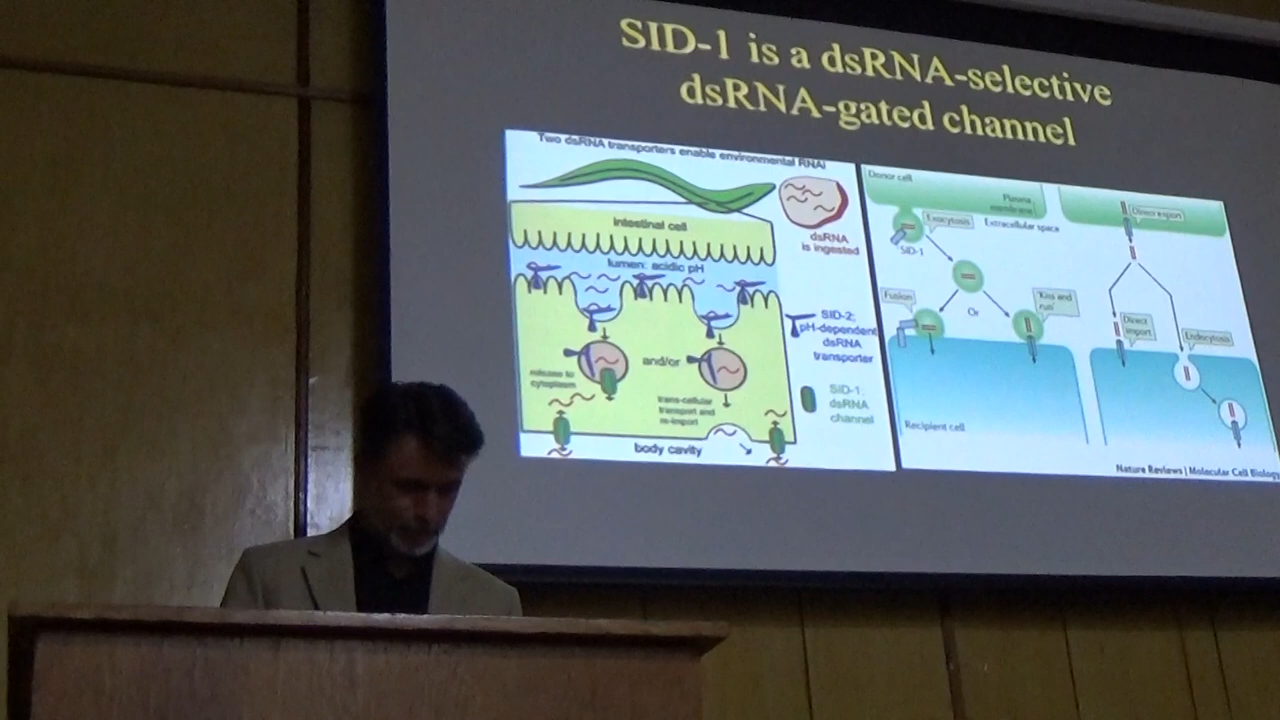 SID-1 is a dsRNA-selective
dsRNA-gated channel
Two dsRNA transporters enable environmental RNAi
intestinal cell
dsRNA
is ingested
lumen: acidic pH
SID-2:
pH-dependent
dsRNA
transporter
and/or
release to
cytoplasm
trans-cellular
transport and
re-import
SID-1:
dsRNA
channel
body cavity
Donor cell
Plasma
membrane
Exocytosis
Extracellular space
SID-1
Direct export
Fusion
Or
'Kiss and
run'
Direct
import
Endocytosis
Recipient cell
Nature Reviews | Molecular Cell Biology